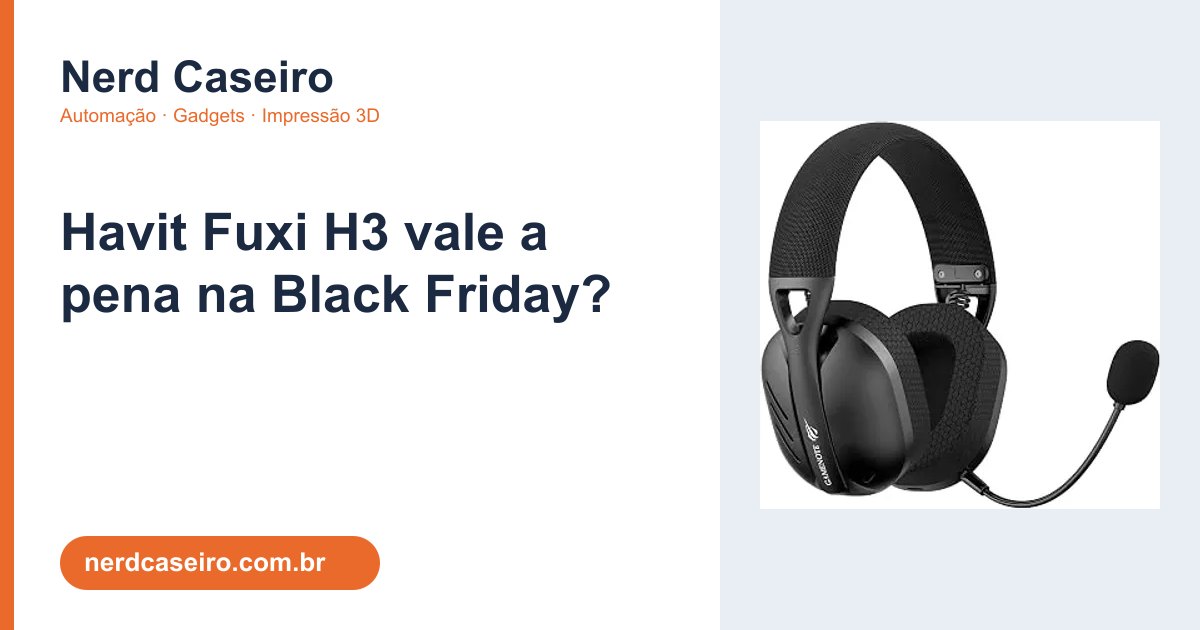 Nerd Caseiro
Automação · Gadgets · Impressão 3D
Havit Fuxi H3 vale a
pena na Black Friday?
nerdcaseiro.com.br
GAMENOTE